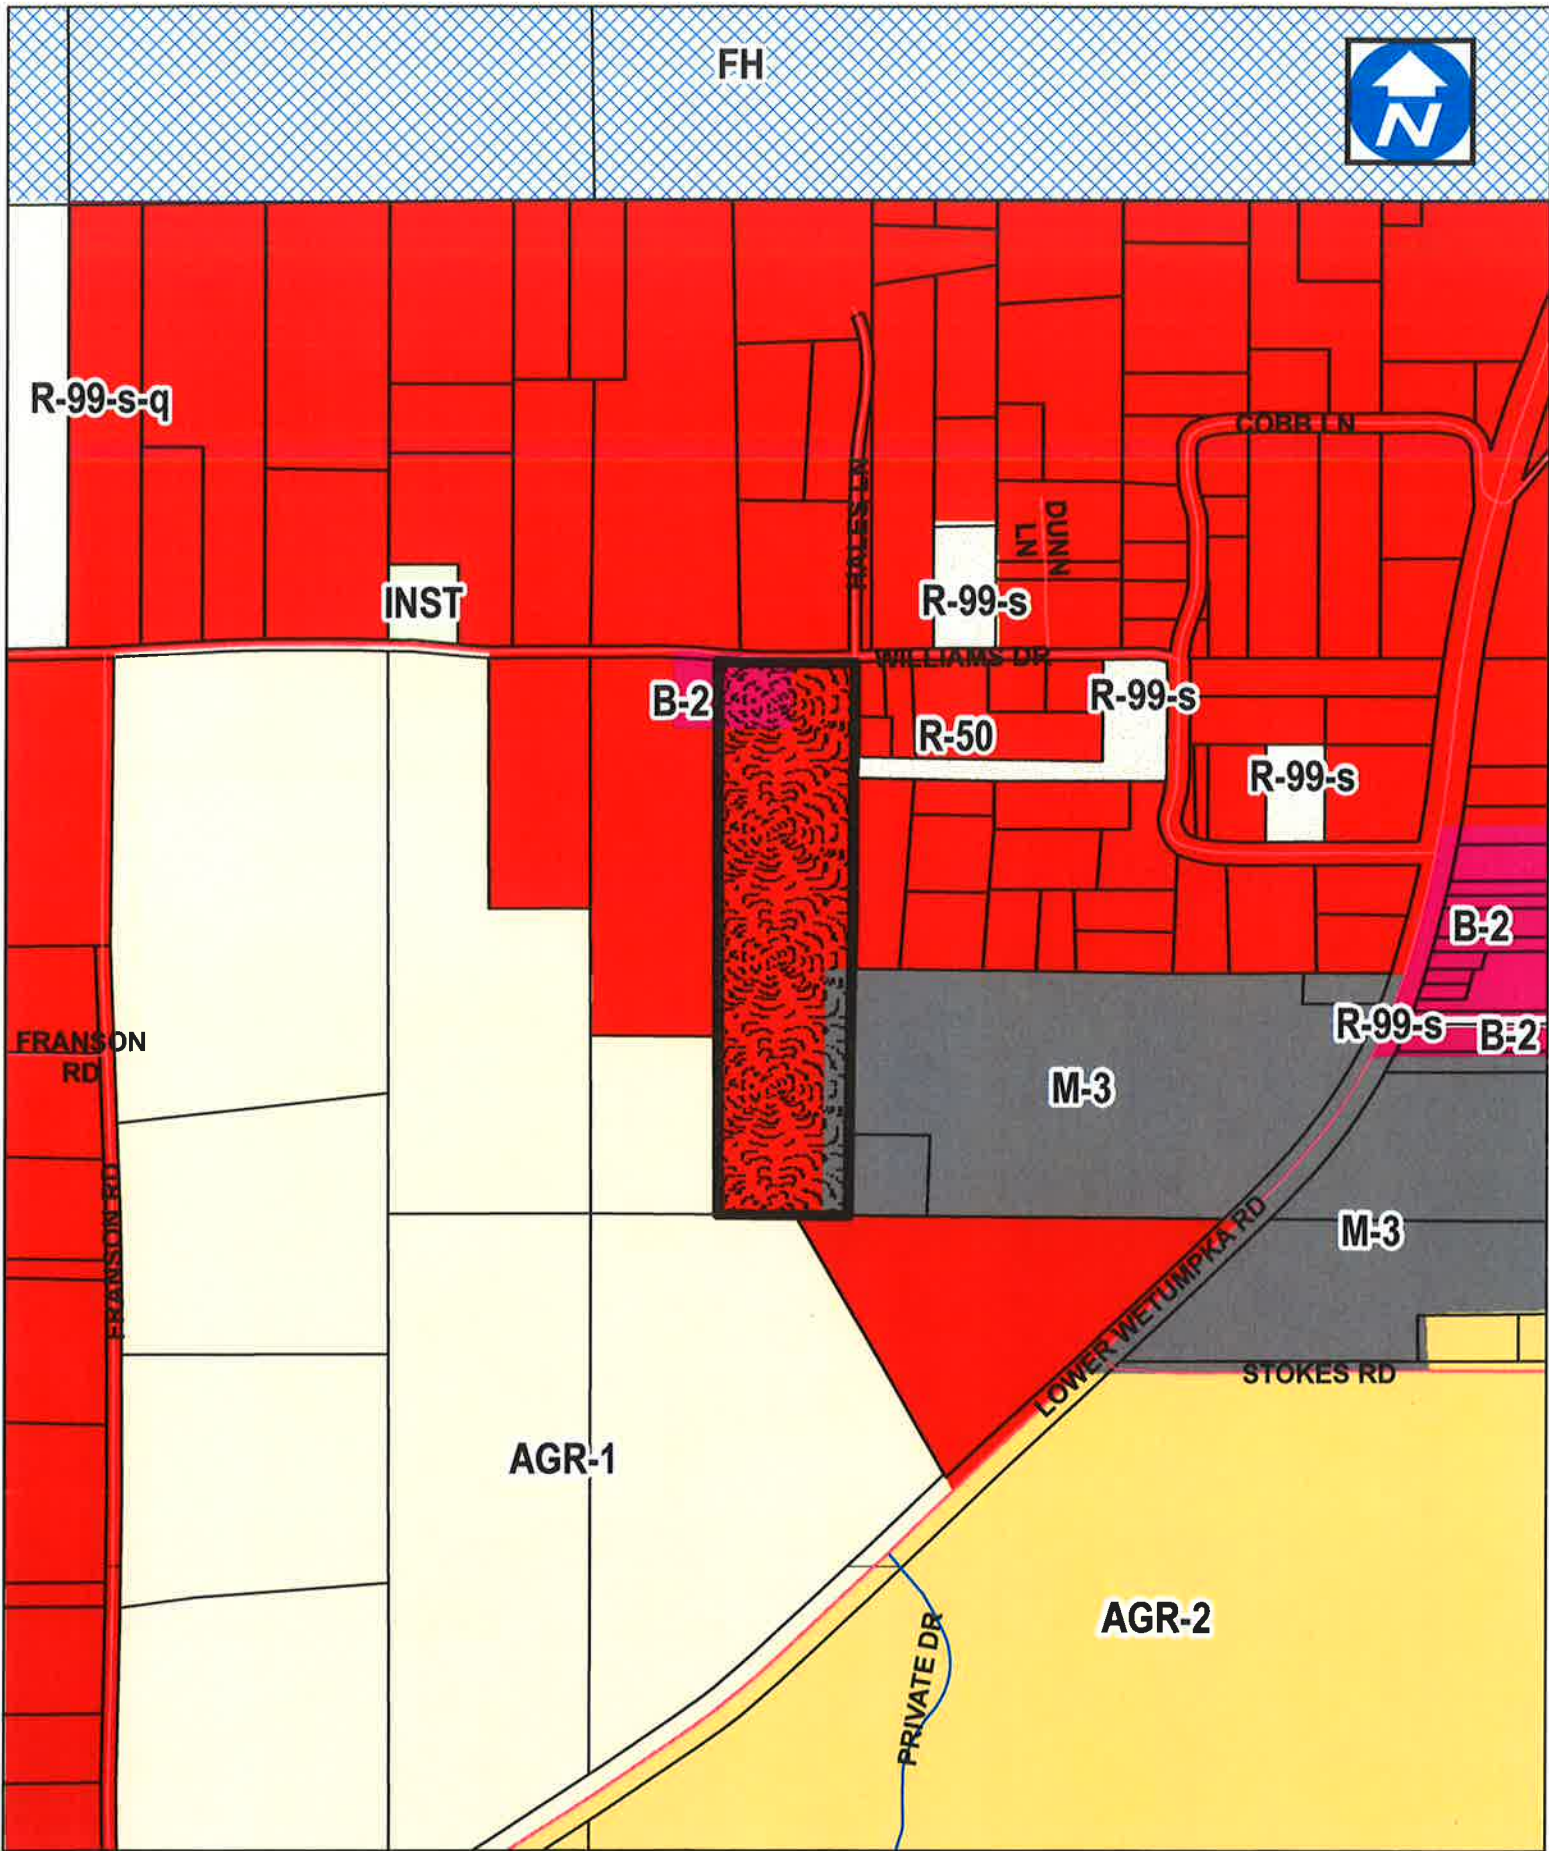 FH
N
R-99-s-q
COBB LN
HALES LN
DUNN
LN
INST
R-99-s
WILLIAMS DR
B-2
R-99-s
R-50
R-99-s
B-2
R-99-s
B-2
FRANSON
RD
M-3
FRANSON RD
LOWER WETUMPKA RD
M-3
STOKES RD
AGR-1
AGR-2
PRIVATE DR